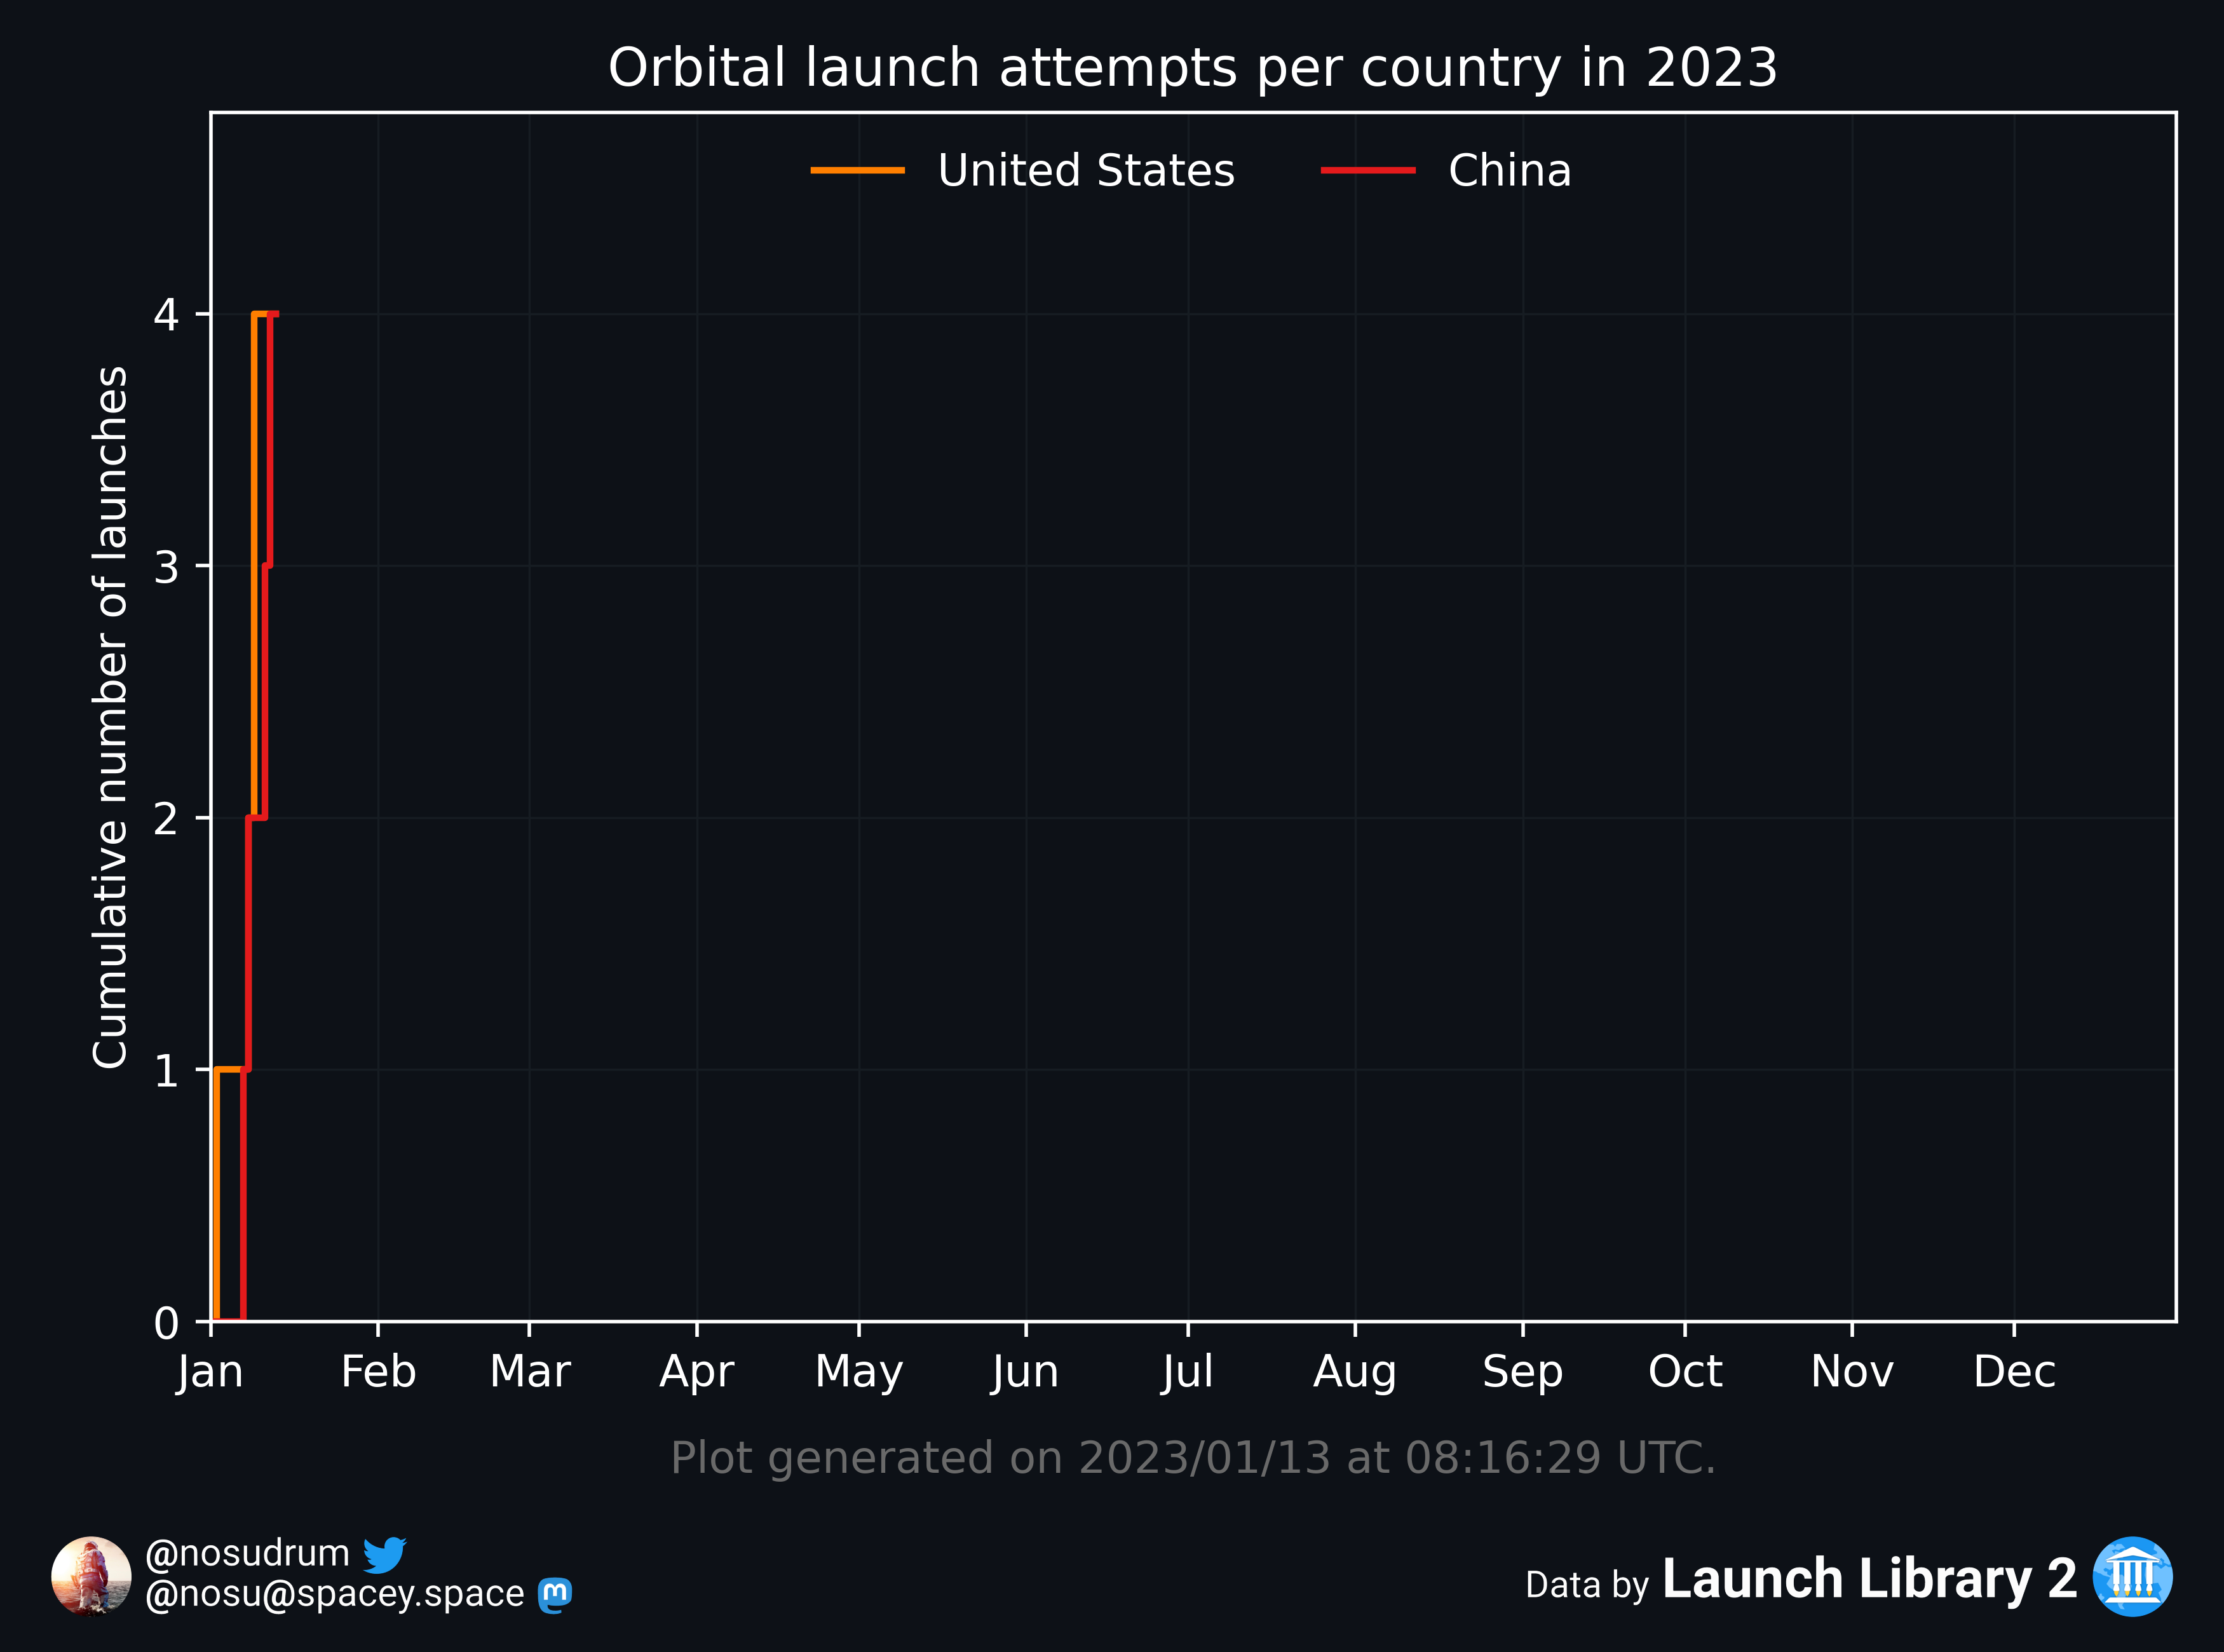 Orbital launch attempts per country in 2023
United States China
Cumulative number of launches
4
3
2
1
0
Jan Feb Mar Apr May Jun Jul Aug Sep Oct Nov Dec
Plot generated on 2023/01/13 at 08:16:29 UTC.
@nosudrum
@nosu@spacey.space
Data by Launch Library 2